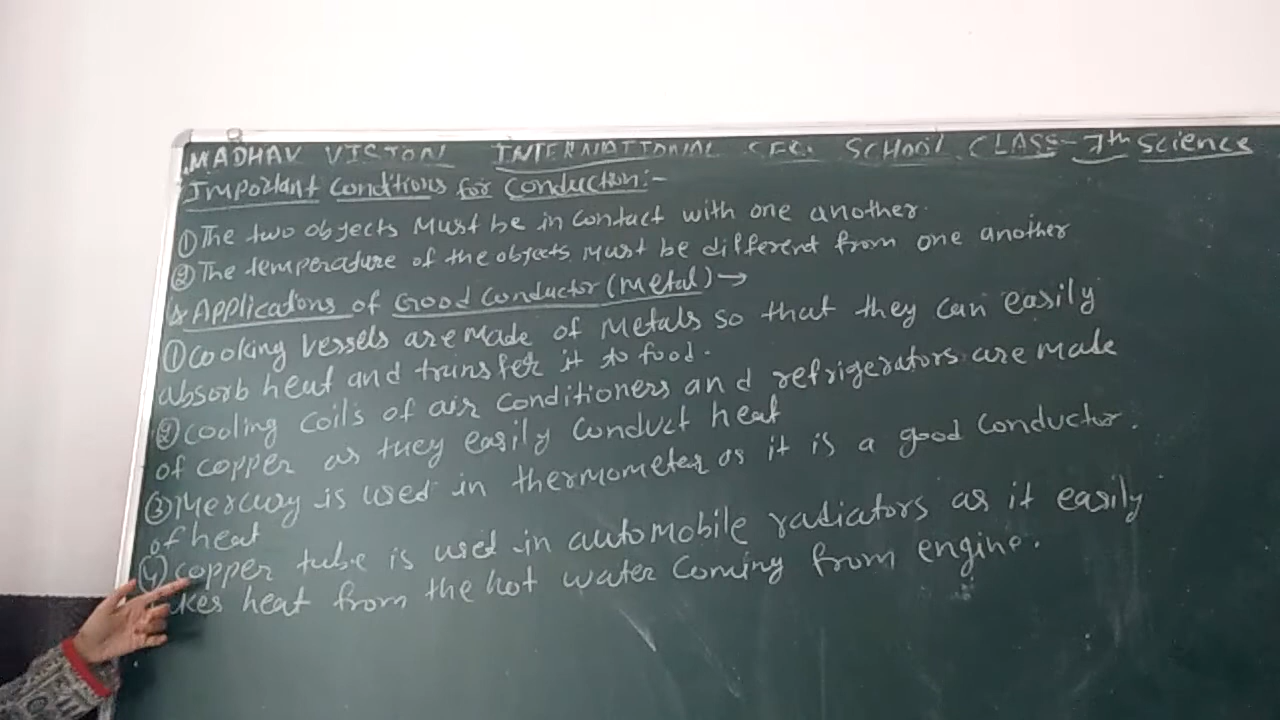 MADHAV VISION INTERNATIONAL SEC. SCHOOL CLASS-7th Science
Important Conditions for Conduction:-
① The two objects must be in contact with one another.
② The temperature of the objects must be different from one another
Applications of Good Conductor (metal) →
① Cooking vessels are made of metals so that they can easily
absorb heat and transfer it to food.
② Cooling coils of air conditioners and refrigerators are made
of copper as they easily conduct heat
③ Mercury is used in thermometer as it is a good conductor.
of heat
④ Copper tube is used in automobile radiators as it easily
kes heat from the hot water coming from engine.